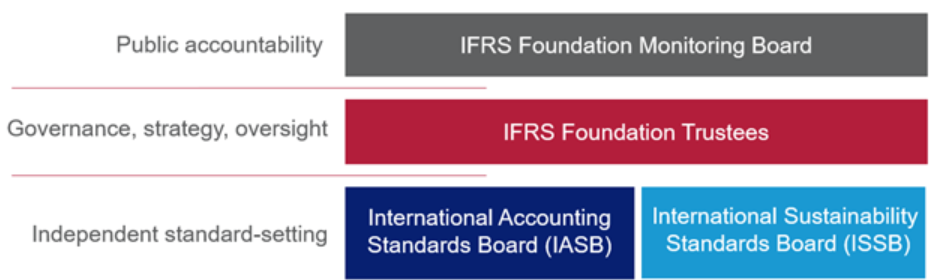 Public accountability
IFRS Foundation Monitoring Board
Governance, strategy, oversight
IFRS Foundation Trustees
Independent standard-setting
International Accounting
Standards Board (IASB)
International Sustainability
Standards Board (ISSB)